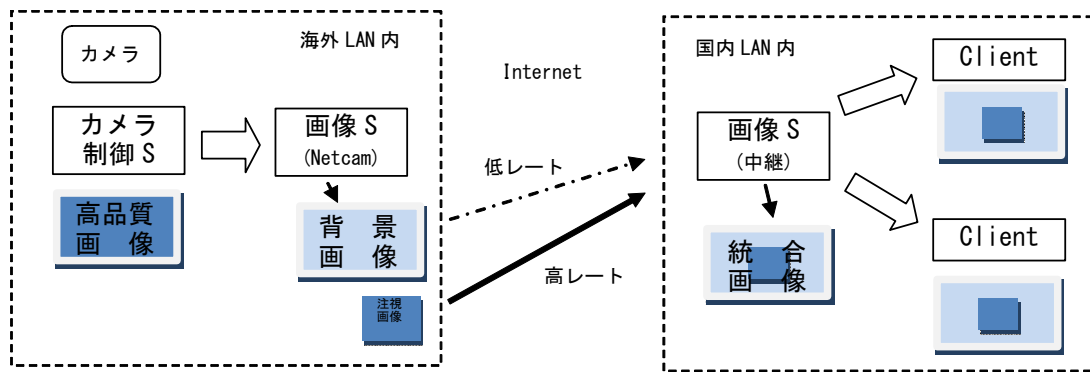 海外 LAN 内
カメラ
カメラ
制御 S
画像 S
(Netcam)
高品質
画　像
背　景
画　像
注視
画像
Internet
低レート
高レート
国内 LAN 内
画像 S
(中継)
統　合
画　像
Client
Client